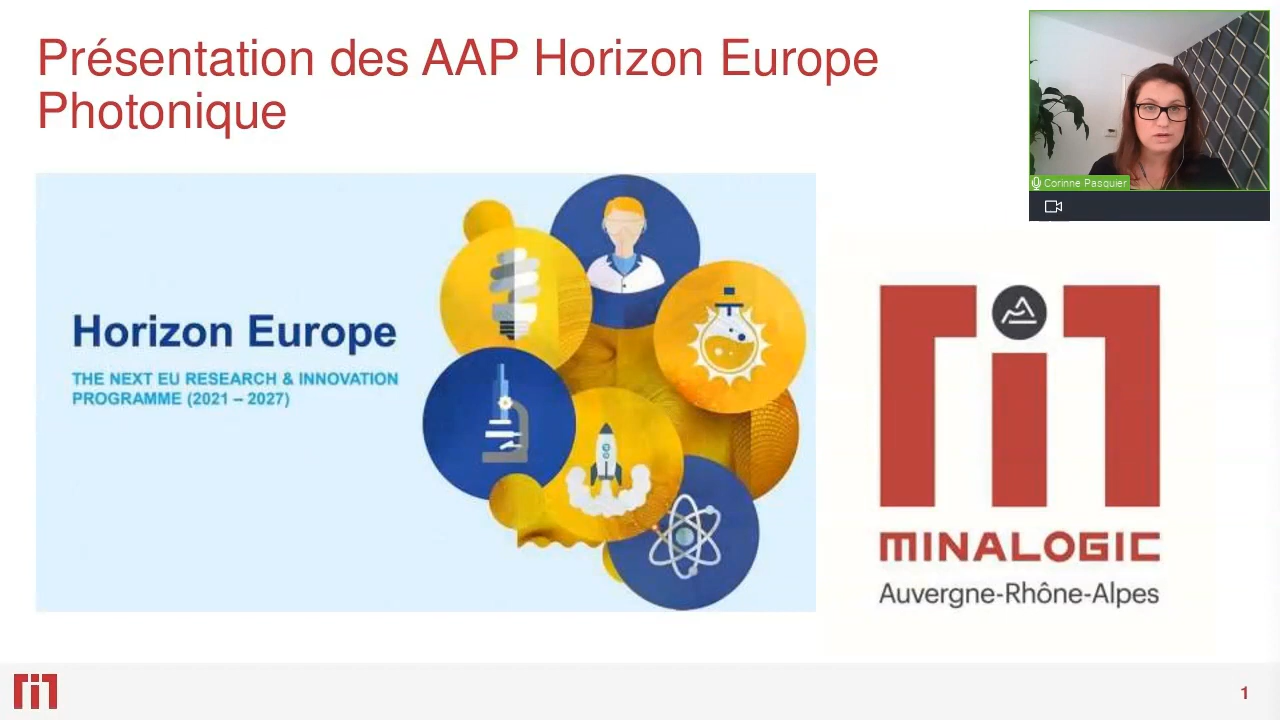 Présentation des AAP Horizon Europe
Photonique
Corinne Pasquier
Horizon Europe
THE NEXT EU RESEARCH & INNOVATION
PROGRAMME (2021 – 2027)
MINALOGIC
Auvergne-Rhône-Alpes
1